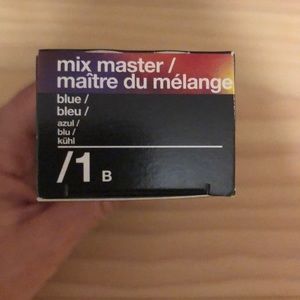 mix master /
maître du mélange
blue /
bleu /
azul /
blu /
kühl
/1 B